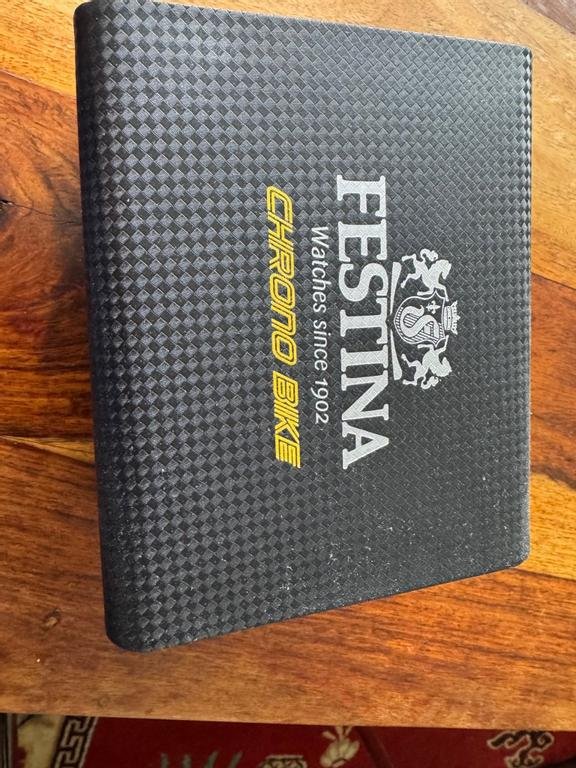 FESTINA
Watches since 1902
CHRONO BIKE